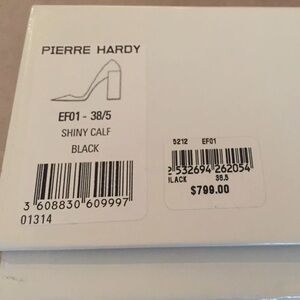 PIERRE HARDY
EF01 - 38/5
SHINY CALF
BLACK
3 608830 609997
01314
5212 EF01
2 532694 262054
BLACK 38.5
$799.00